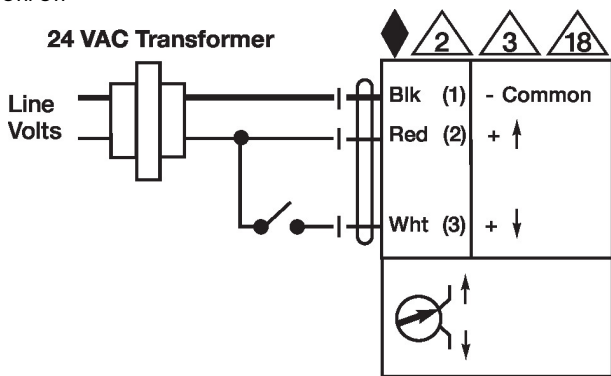 24 VAC Transformer
2 3 18
Line
Volts
Blk (1) - Common
Red (2) + ↑
Wht (3) + ↓